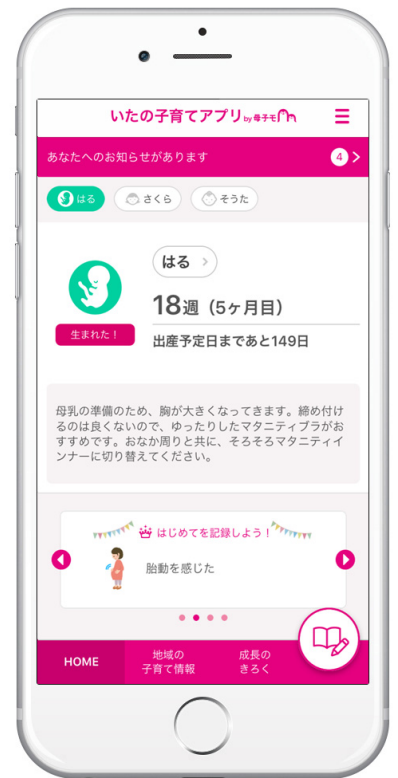 いたの子育てアプリ by 母子モ
あなたへのお知らせがあります 4
はる さくら そうた
はる
18週（5ヶ月目）
生まれた！
出産予定日まであと149日
母乳の準備のため、胸が大きくなってきます。締め付け
るのは良くないので、ゆったりしたマタニティブラがお
すすめです。おなか周りと共に、そろそろマタニティイ
ンナーに切り替えてください。
はじめてを記録しよう！
胎動を感じた
HOME
地域の
子育て情報
成長の
きろく